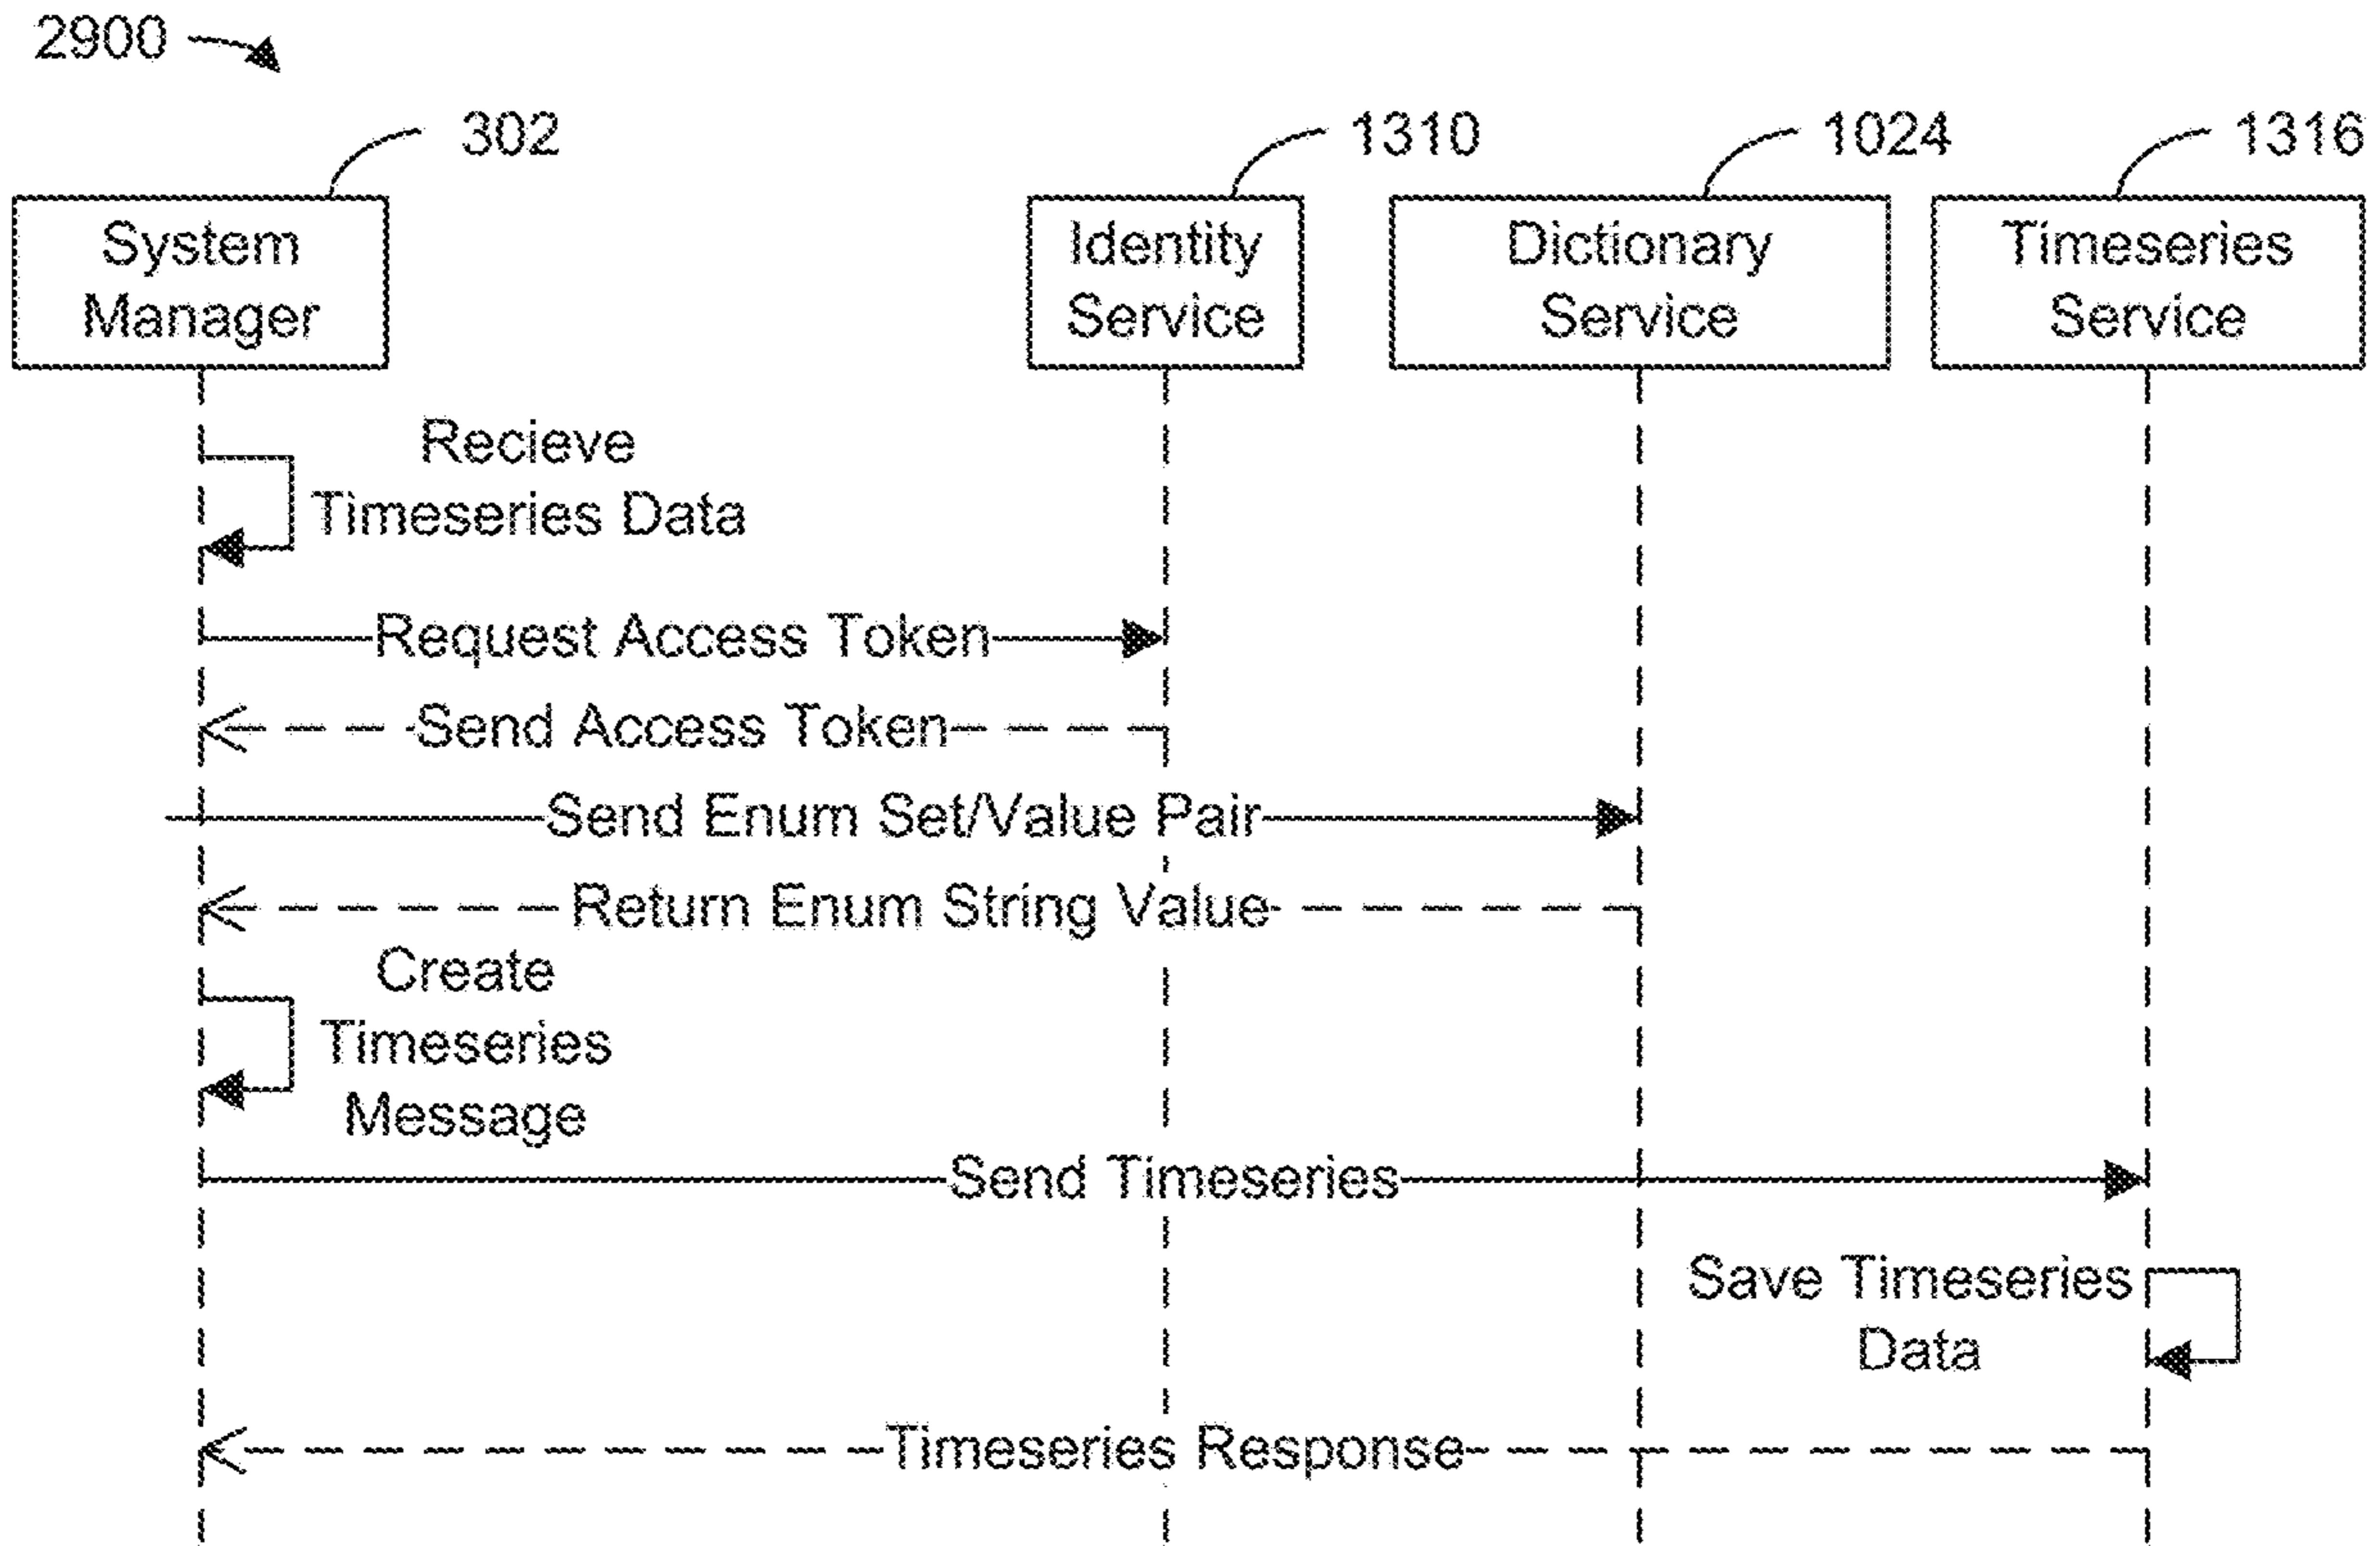 2900
302
1310
1024
1316
System
Manager
Identity
Service
Dictionary
Service
Timeseries
Service
Recieve
Timeseries Data
Request Access Token
Send Access Token
Send Enum Set/Value Pair
Return Enum String Value
Create
Timeseries
Message
Send Timeseries
Save Timeseries
Data
Timeseries Response